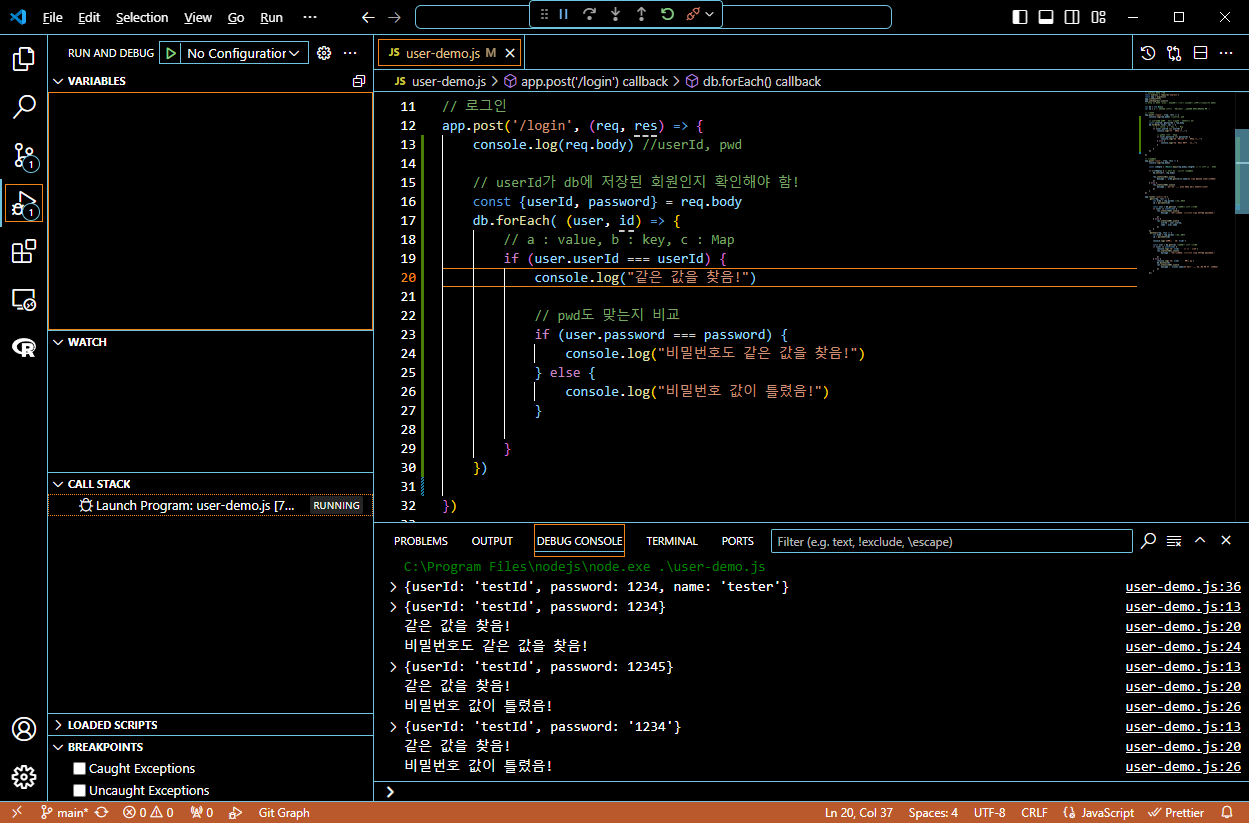 File Edit Selection View Go Run ···
RUN AND DEBUG No Configuration ···
VARIABLES
WATCH
CALL STACK
Launch Program: user-demo.js [7... RUNNING
LOADED SCRIPTS
BREAKPOINTS
Caught Exceptions
Uncaught Exceptions
1
1
JS user-demo.js M
JS user-demo.js > app.post('/login') callback > db.forEach() callback
11 // 로그인
12 app.post('/login', (req, res) => {
13 console.log(req.body) //userId, pwd
14
15 // userId가 db에 저장된 회원인지 확인해야 함!
16 const {userId, password} = req.body
17 db.forEach( (user, id) => {
18 // a : value, b : key, c : Map
19 if (user.userId === userId) {
20 console.log("같은 값을 찾음!")
21
22 // pwd도 맞는지 비교
23 if (user.password === password) {
24 console.log("비밀번호도 같은 값을 찾음!")
25 } else {
26 console.log("비밀번호 값이 틀렸음!")
27 }
28
29 }
30 })
31
32 })
PROBLEMS OUTPUT DEBUG CONSOLE TERMINAL PORTS Filter (e.g. text, !exclude, \escape)
C:\Program Files\nodejs\node.exe .\user-demo.js
> {userId: 'testId', password: 1234, name: 'tester'} user-demo.js:36
> {userId: 'testId', password: 1234} user-demo.js:13
같은 값을 찾음! user-demo.js:20
비밀번호도 같은 값을 찾음! user-demo.js:24
> {userId: 'testId', password: 12345} user-demo.js:13
같은 값을 찾음! user-demo.js:20
비밀번호 값이 틀렸음! user-demo.js:26
> {userId: 'testId', password: '1234'} user-demo.js:13
같은 값을 찾음! user-demo.js:20
비밀번호 값이 틀렸음! user-demo.js:26
>
main* 0 0 0 Git Graph Ln 20, Col 37 Spaces: 4 UTF-8 CRLF {} JavaScript Prettier